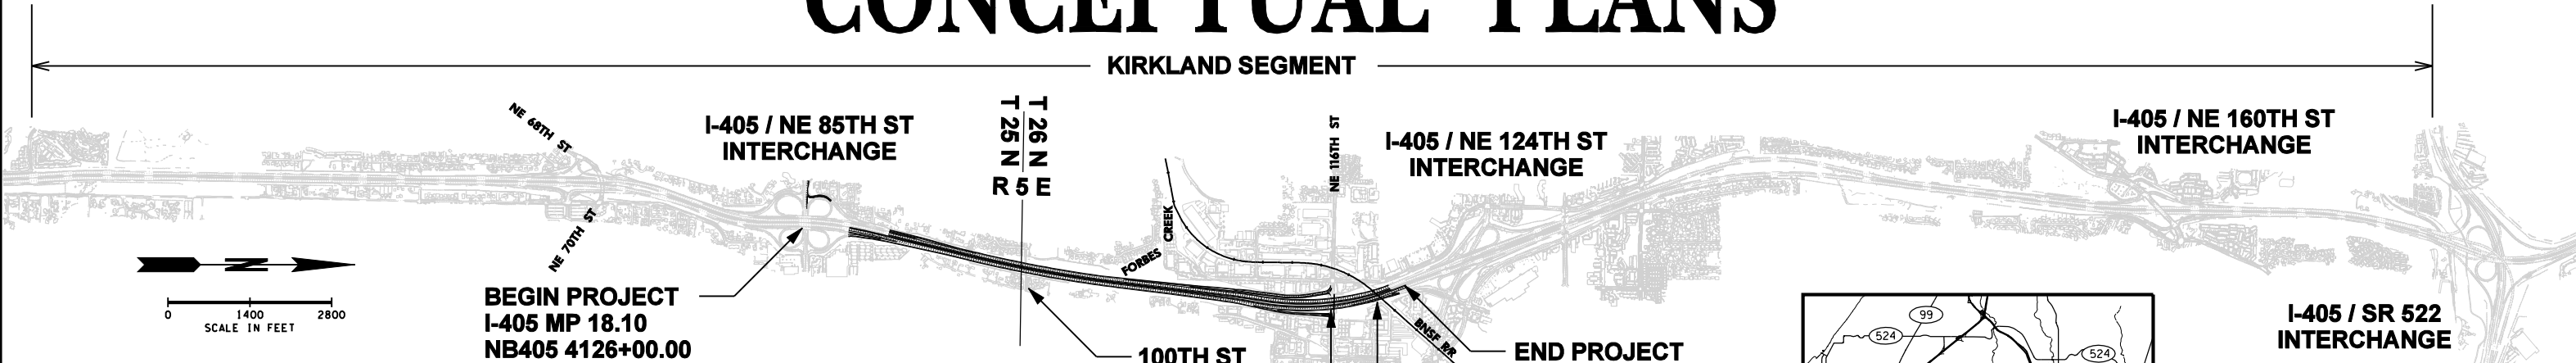 CONCEPTUAL PLANS
KIRKLAND SEGMENT
NE 68TH ST
I-405 / NE 85TH ST
INTERCHANGE
T 25 N
T 26 N
R 5 E
NE 116TH ST
I-405 / NE 124TH ST
INTERCHANGE
I-405 / NE 160TH ST
INTERCHANGE
NE 70TH ST
FORBES CREEK
N
0 1400 2800
SCALE IN FEET
BEGIN PROJECT
I-405 MP 18.10
NB405 4126+00.00
100TH ST
BNSF R/R
END PROJECT
99
524
524
I-405 / SR 522
INTERCHANGE